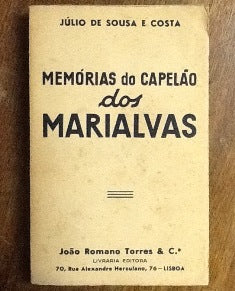 JÚLIO DE SOUSA E COSTA
MEMÓRIAS do CAPELÃO
dos
MARIALVAS
João Romano Torres & C.ª
LIVRARIA EDITORA
70, Rua Alexandre Herculano, 76 — LISBOA